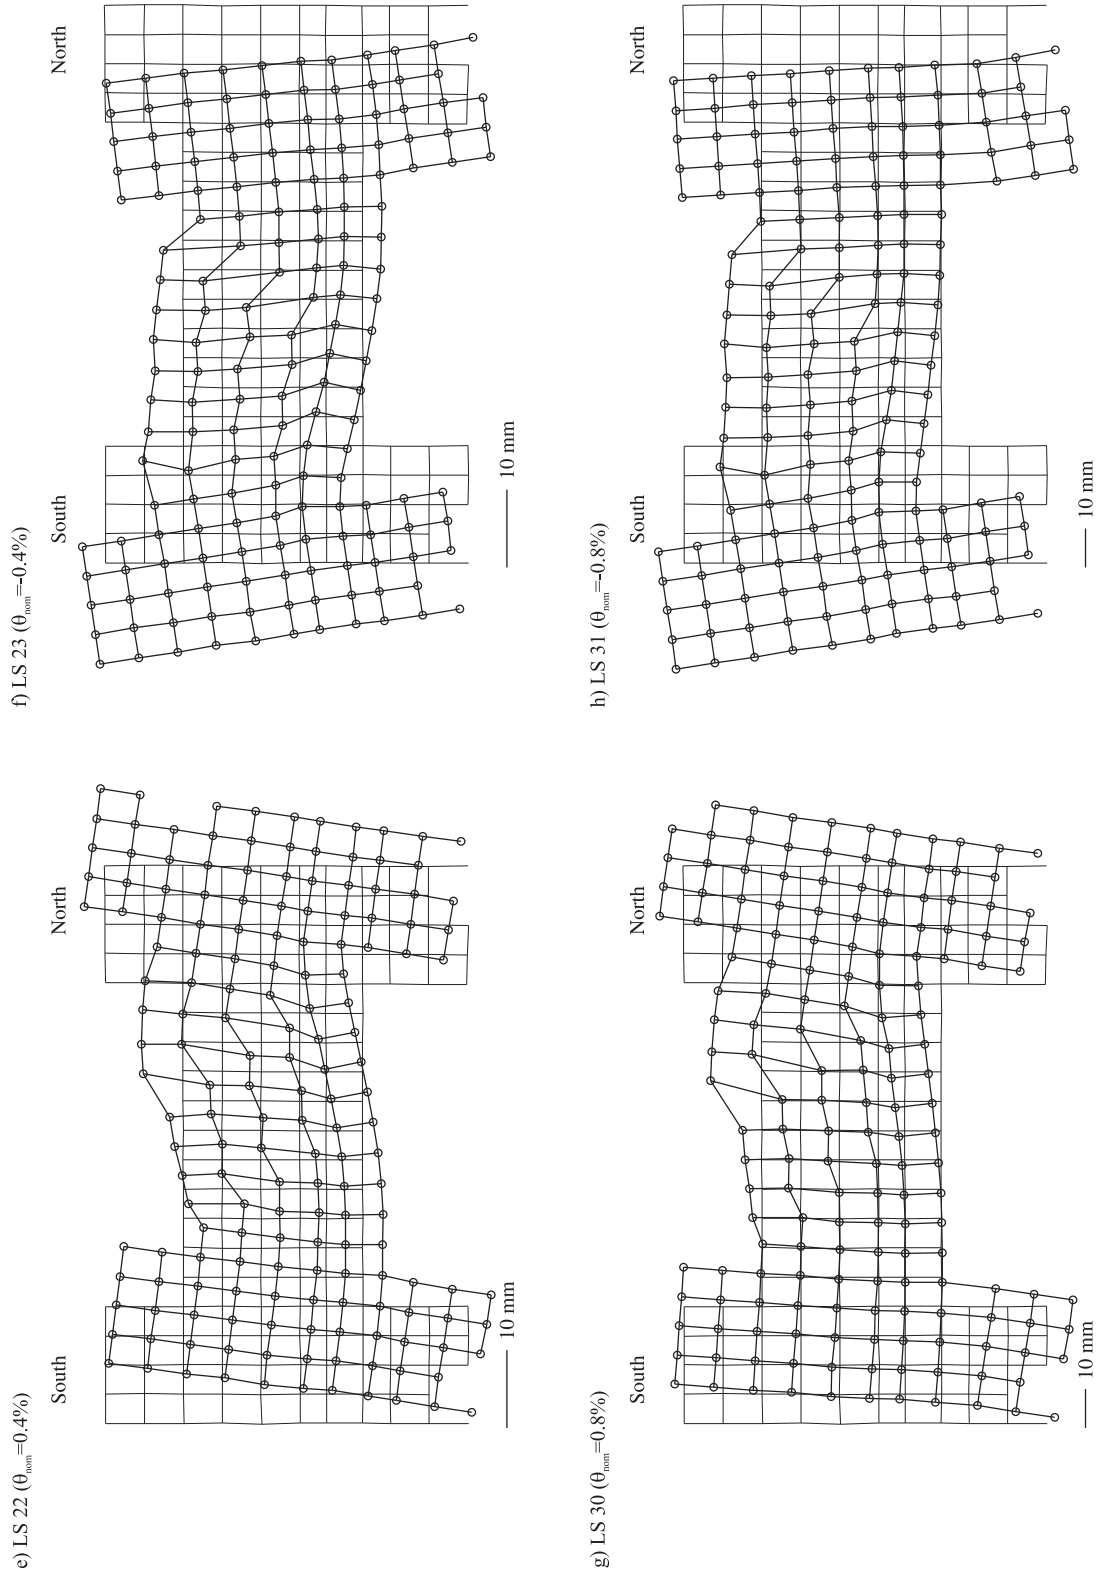 e) LS 22 (θnom=0.4%)
South
North
10 mm
f) LS 23 (θnom=-0.4%)
South
North
10 mm
g) LS 30 (θnom=0.8%)
South
North
10 mm
h) LS 31 (θnom=-0.8%)
South
North
10 mm